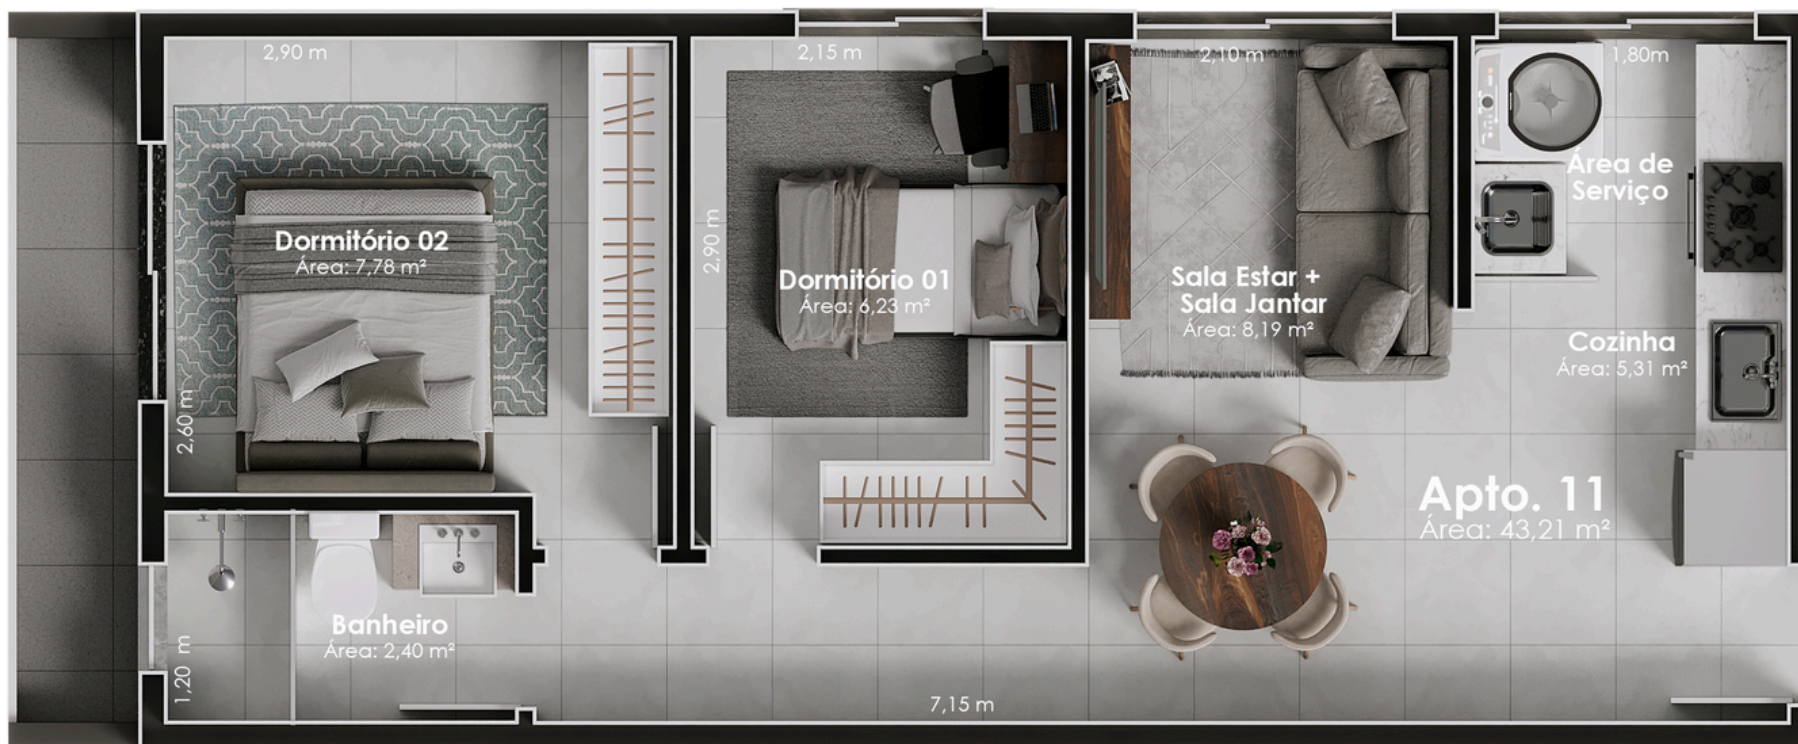 2,90 m
2,15 m
2,10 m
1,80m
Área de
Serviço
Dormitório 02
Área: 7,78 m²
2,90 m
Dormitório 01
Área: 6,23 m²
Sala Estar +
Sala Jantar
Área: 8,19 m²
Cozinha
Área: 5,31 m²
2,60 m
Apto. 11
Área: 43,21 m²
Banheiro
Área: 2,40 m²
1,20 m
7,15 m